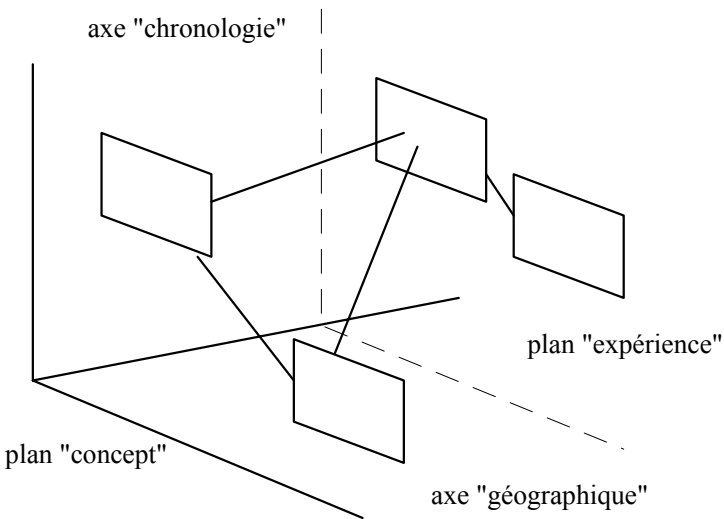 axe "chronologie"
plan "expérience"
plan "concept"
axe "géographique"